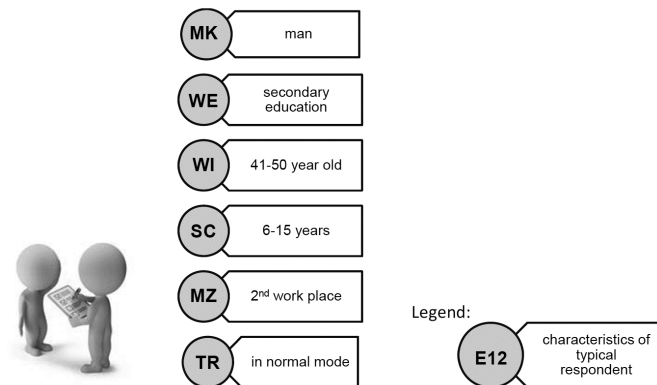 MK man
WE secondary
education
WI 41-50 year old
SC 6-15 years
MZ 2nd work place
TR in normal mode
Legend:
E12 characteristics of
typical
respondent